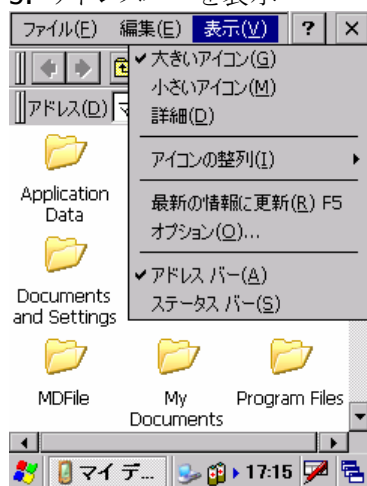 ファイル(F) 編集(E) 表示(V) ? ×
大きいアイコン(G)
小さいアイコン(M)
アドレス(D)
詳細(D)
アイコンの整列(I)
最新の情報に更新(R) F5
オプション(O)...
アドレス バー(A)
ステータス バー(S)
Application
Data
Documents
and Settings
MDFile
My
Documents
Program Files
マイ デ... 17:15